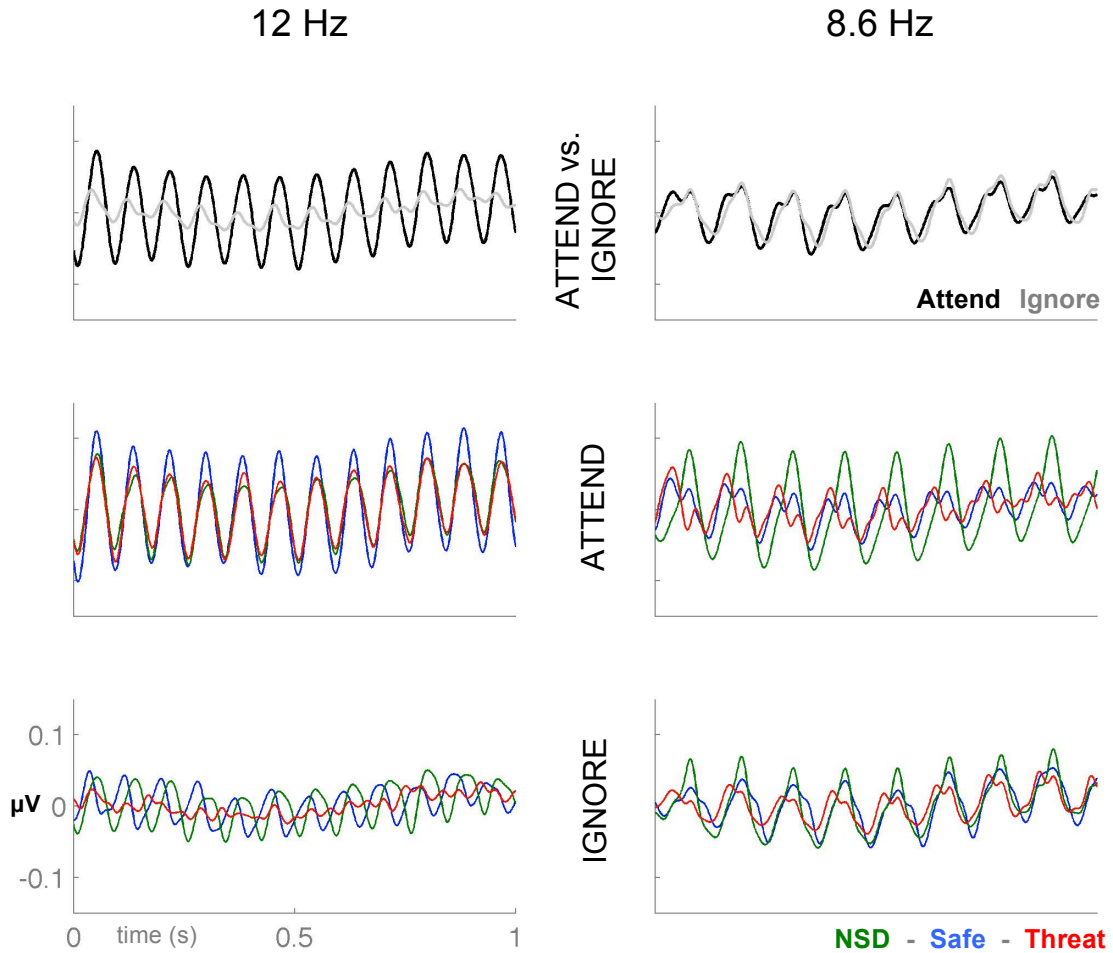 12 Hz
8.6 Hz
ATTEND vs.
IGNORE
Attend Ignore
ATTEND
0.1
µV
0
-0.1
IGNORE
0
time (s)
0.5
1
NSD - Safe - Threat